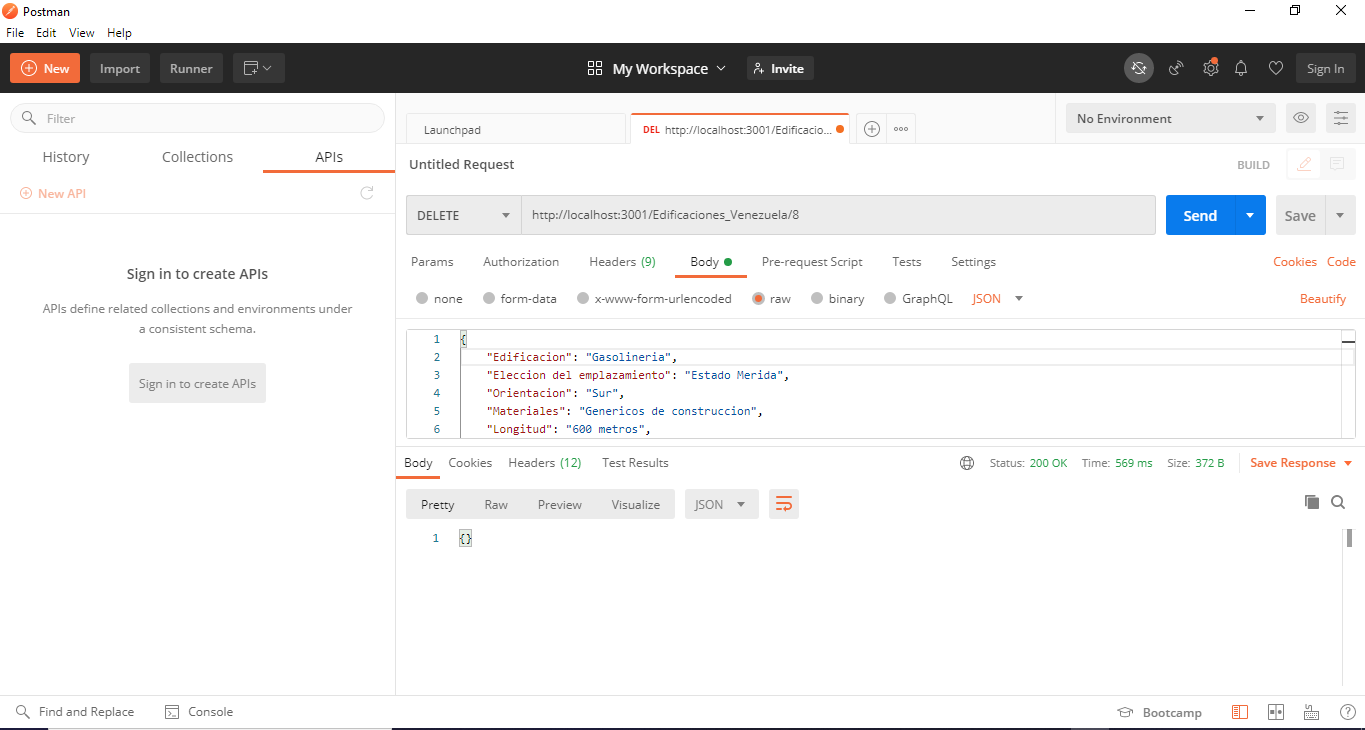 Postman
File Edit View Help
New Import Runner My Workspace Invite Sign In
Filter
History Collections APIs
New API
Sign in to create APIs
APIs define related collections and environments under
a consistent schema.
Sign in to create APIs
Launchpad DEL http://localhost:3001/Edificacio... No Environment
Untitled Request BUILD
DELETE http://localhost:3001/Edificaciones_Venezuela/8 Send Save
Params Authorization Headers (9) Body Pre-request Script Tests Settings Cookies Code
none form-data x-www-form-urlencoded raw binary GraphQL JSON Beautify
1 {
2 "Edificacion": "Gasolineria",
3 "Eleccion del emplazamiento": "Estado Merida",
4 "Orientacion": "Sur",
5 "Materiales": "Genericos de construccion",
6 "Longitud": "600 metros",
Body Cookies Headers (12) Test Results Status: 200 OK Time: 569 ms Size: 372 B Save Response
Pretty Raw Preview Visualize JSON
1 {}
Find and Replace Console Bootcamp